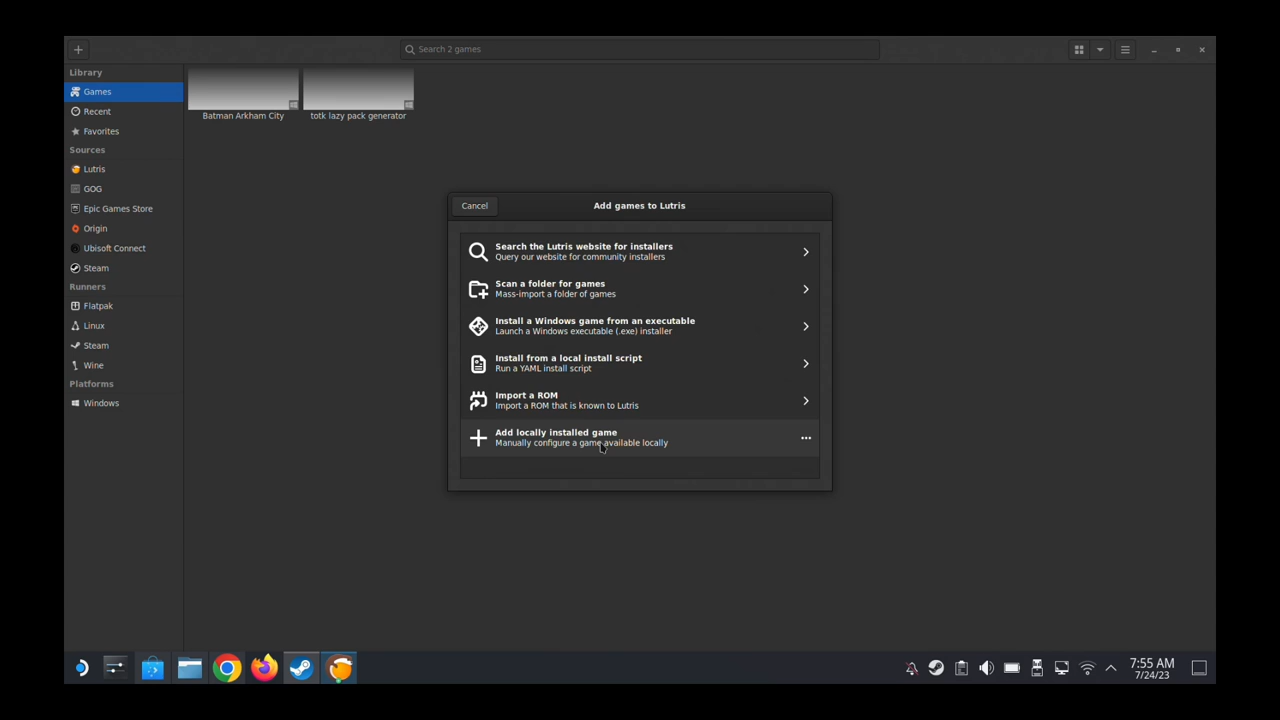 Search 2 games
Library
Games
Recent
Favorites
Sources
Lutris
GOG
Epic Games Store
Origin
Ubisoft Connect
Steam
Runners
Flatpak
Linux
Steam
Wine
Platforms
Windows
Batman Arkham City
totk lazy pack generator
Cancel
Add games to Lutris
Search the Lutris website for installers
Query our website for community installers
Scan a folder for games
Mass-import a folder of games
Install a Windows game from an executable
Launch a Windows executable (.exe) installer
Install from a local install script
Run a YAML install script
Import a ROM
Import a ROM that is known to Lutris
Add locally installed game
Manually configure a game available locally
7:55 AM
7/24/23